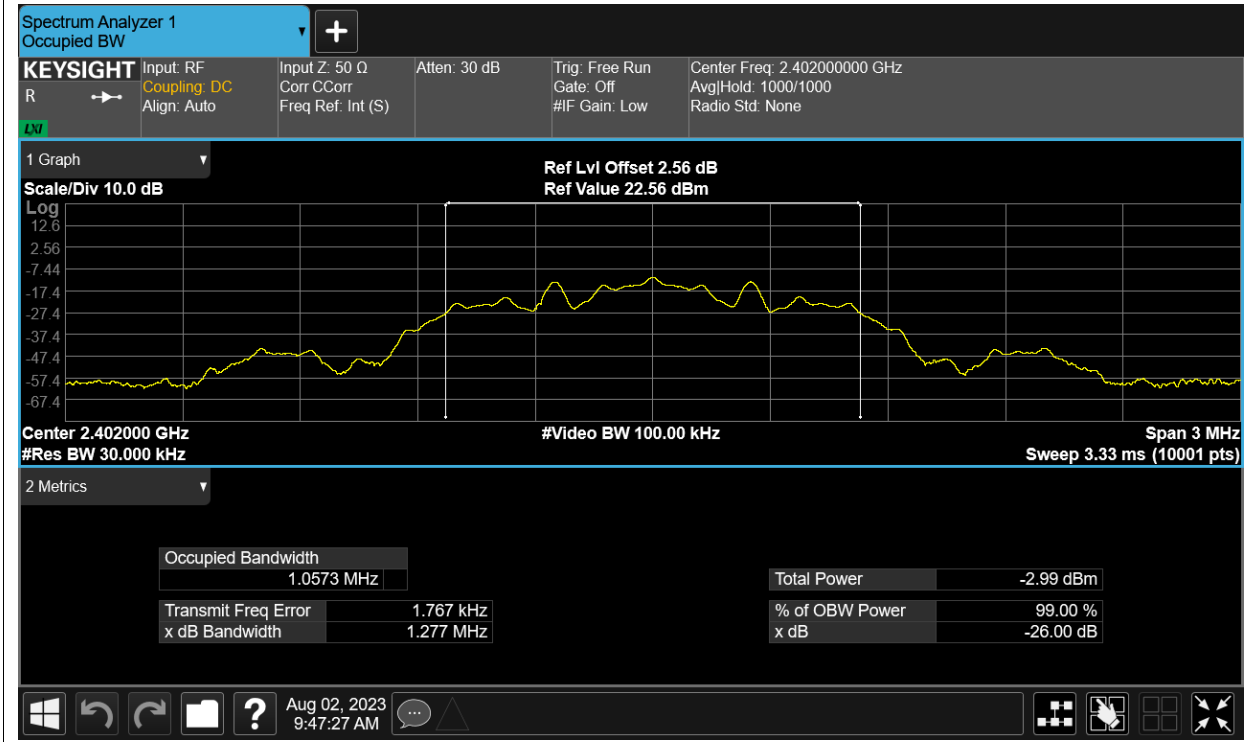 Spectrum Analyzer 1
Occupied BW
KEYSIGHT
R
LXI
Input: RF
Coupling: DC
Align: Auto
Input Z: 50 Ω
Corr CCorr
Freq Ref: Int (S)
Atten: 30 dB
Trig: Free Run
Gate: Off
#IF Gain: Low
Center Freq: 2.402000000 GHz
Avg|Hold: 1000/1000
Radio Std: None
1 Graph
Scale/Div 10.0 dB
Ref Lvl Offset 2.56 dB
Ref Value 22.56 dBm
Log
12.6
2.56
-7.44
-17.4
-27.4
-37.4
-47.4
-57.4
-67.4
Center 2.402000 GHz
#Video BW 100.00 kHz
Span 3 MHz
#Res BW 30.000 kHz
Sweep 3.33 ms (10001 pts)
2 Metrics
Occupied Bandwidth
1.0573 MHz
Total Power -2.99 dBm
Transmit Freq Error 1.767 kHz
% of OBW Power 99.00 %
x dB Bandwidth 1.277 MHz
x dB -26.00 dB
?
Aug 02, 2023
9:47:27 AM